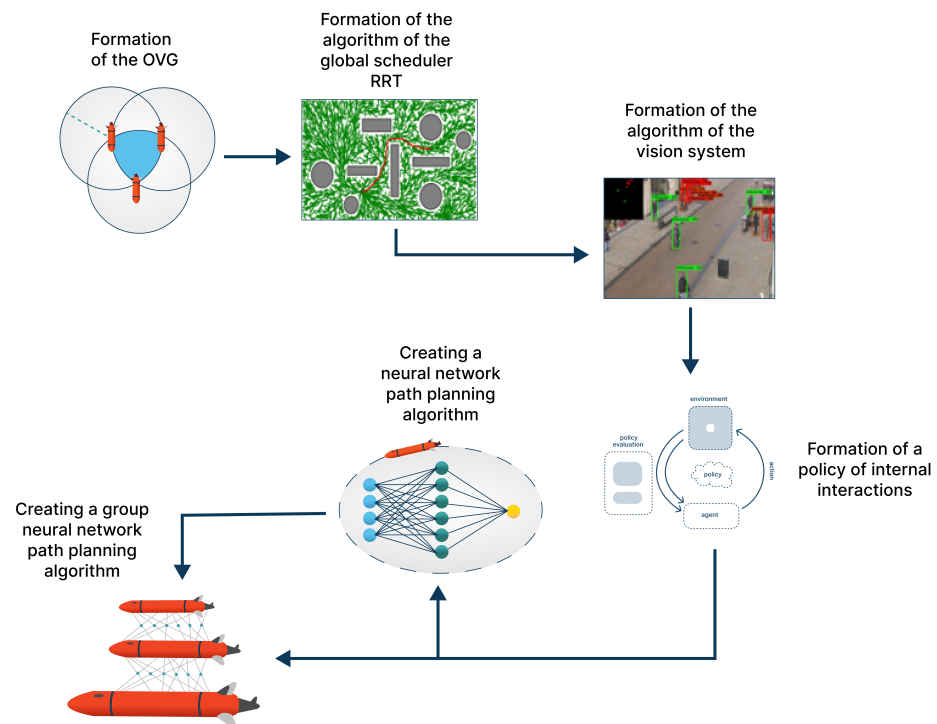 Formation
of the OVG
Formation of the
algorithm of the
global scheduler
RRT
Formation of the
algorithm of the
vision system
Creating a
neural network
path planning
algorithm
environment
policy
evaluation
policy
action
agent
Formation of a
policy of internal
interactions
Creating a group
neural network
path planning
algorithm